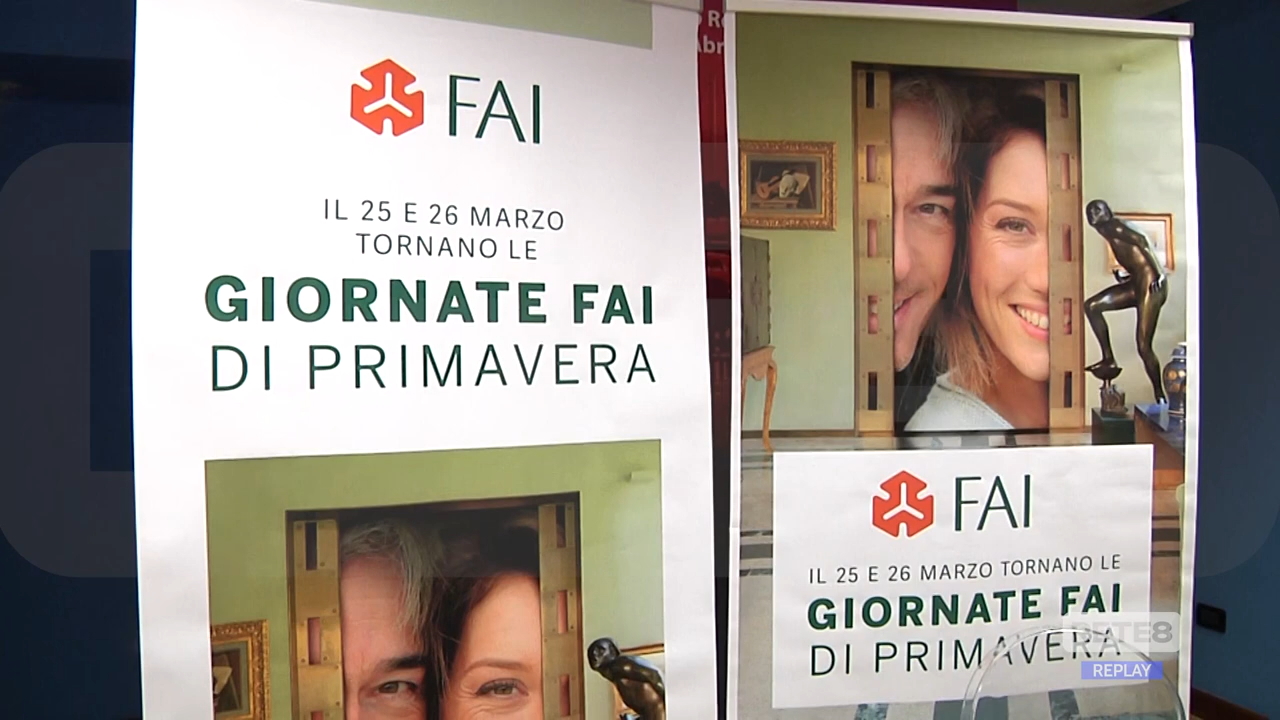 FAI
IL 25 E 26 MARZO
TORNANO LE
GIORNATE FAI
DI PRIMAVERA
FAI
IL 25 E 26 MARZO TORNANO LE
GIORNATE FAI
DI PRIMAVERA
RETE8
REPLAY